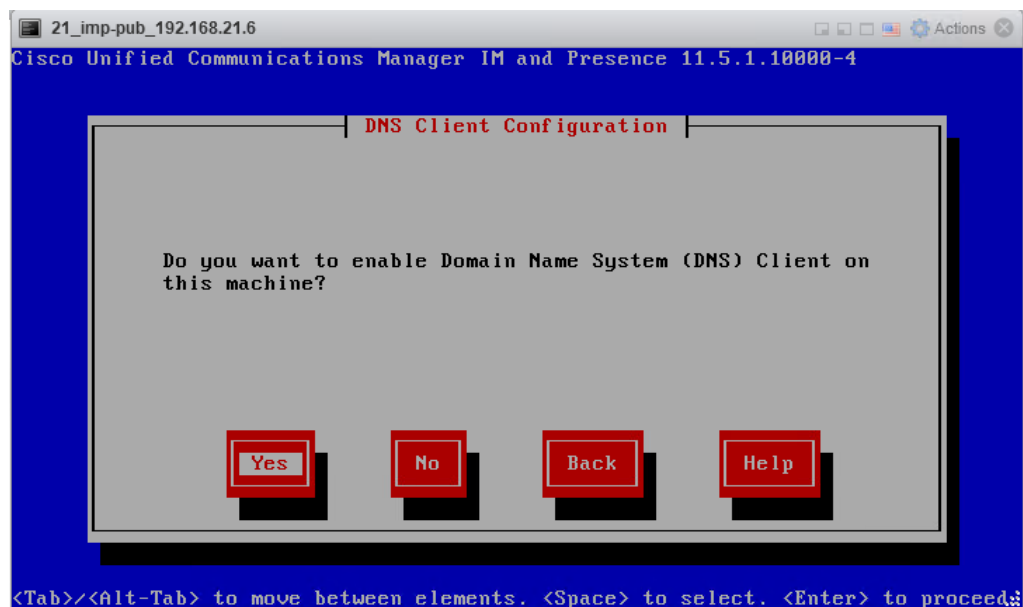 21_imp-pub_192.168.21.6
Actions
Cisco Unified Communications Manager IM and Presence 11.5.1.10000-4
DNS Client Configuration
Do you want to enable Domain Name System (DNS) Client on
this machine?
Yes No Back Help
<Tab>/<Alt-Tab> to move between elements. <Space> to select. <Enter> to proceed